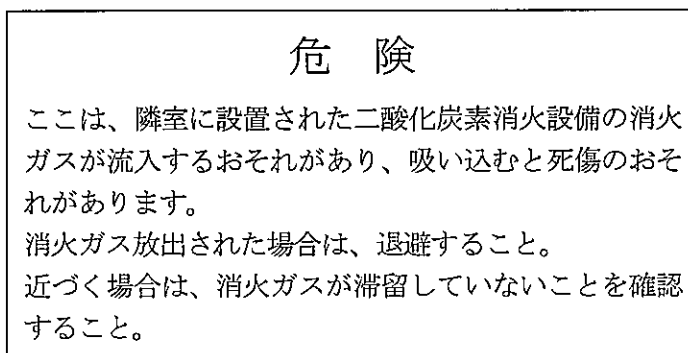 危　険
ここは、隣室に設置された二酸化炭素消火設備の消火
ガスが流入するおそれがあり、吸い込むと死傷のおそ
れがあります。
消火ガス放出された場合は、退避すること。
近づく場合は、消火ガスが滞留していないことを確認
すること。